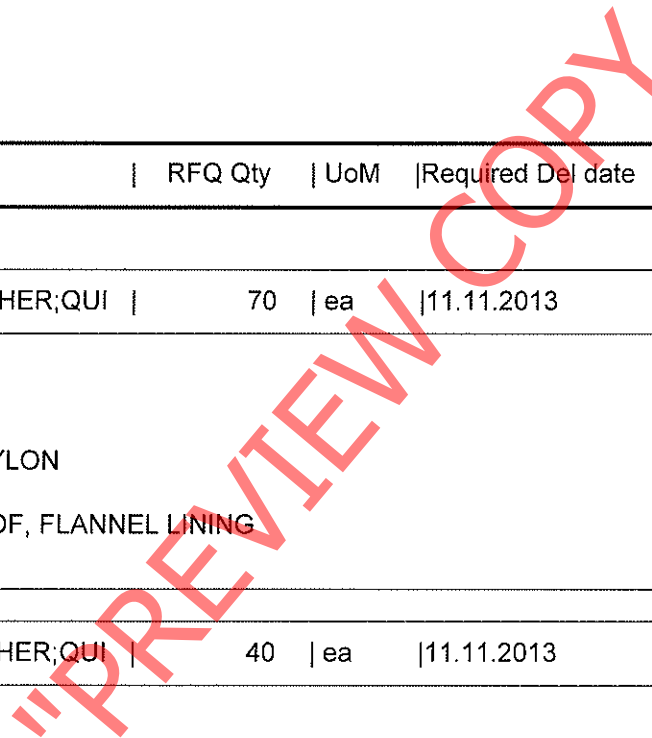 | RFQ Qty | UoM |Required Del date
HER;QUI | 70 | ea |11.11.2013
YLON
OF, FLANNEL LINING
HER;QUI | 40 | ea |11.11.2013
"PREVIEW COPY